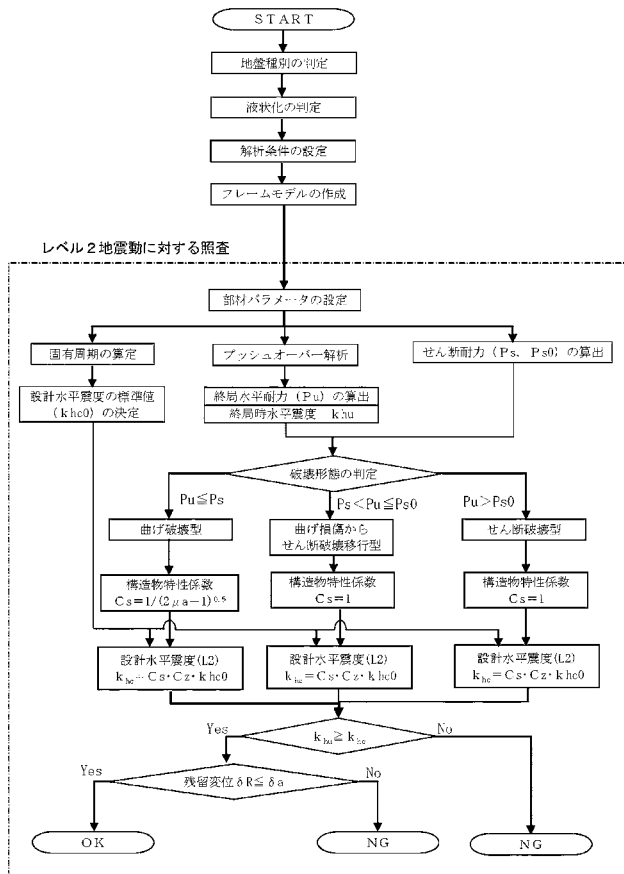 START
地盤種別の判定
液状化の判定
解析条件の設定
フレームモデルの作成
レベル2地震動に対する照査
部材パラメータの設定
固有周期の算定
プッシュオーバー解析
せん断耐力(Ps、Ps0)の算出
設計水平震度の標準値
(khc0)の決定
終局水平耐力(Pu)の算出
終局時水平震度 khu
破壊形態の判定
Pu≦Ps
Ps<Pu≦Ps0
Pu>Ps0
曲げ破壊型
曲げ損傷から
せん断破壊移行型
せん断破壊型
構造物特性係数
Cs=1/(2μa-1)^0.5
構造物特性係数
Cs=1
構造物特性係数
Cs=1
設計水平震度(L2)
khc=Cs・Cz・khc0
設計水平震度(L2)
khc=Cs・Cz・khc0
設計水平震度(L2)
khc=Cs・Cz・khc0
khu≧khc
Yes
No
残留変位δR≦δa
Yes
No
OK
NG
NG